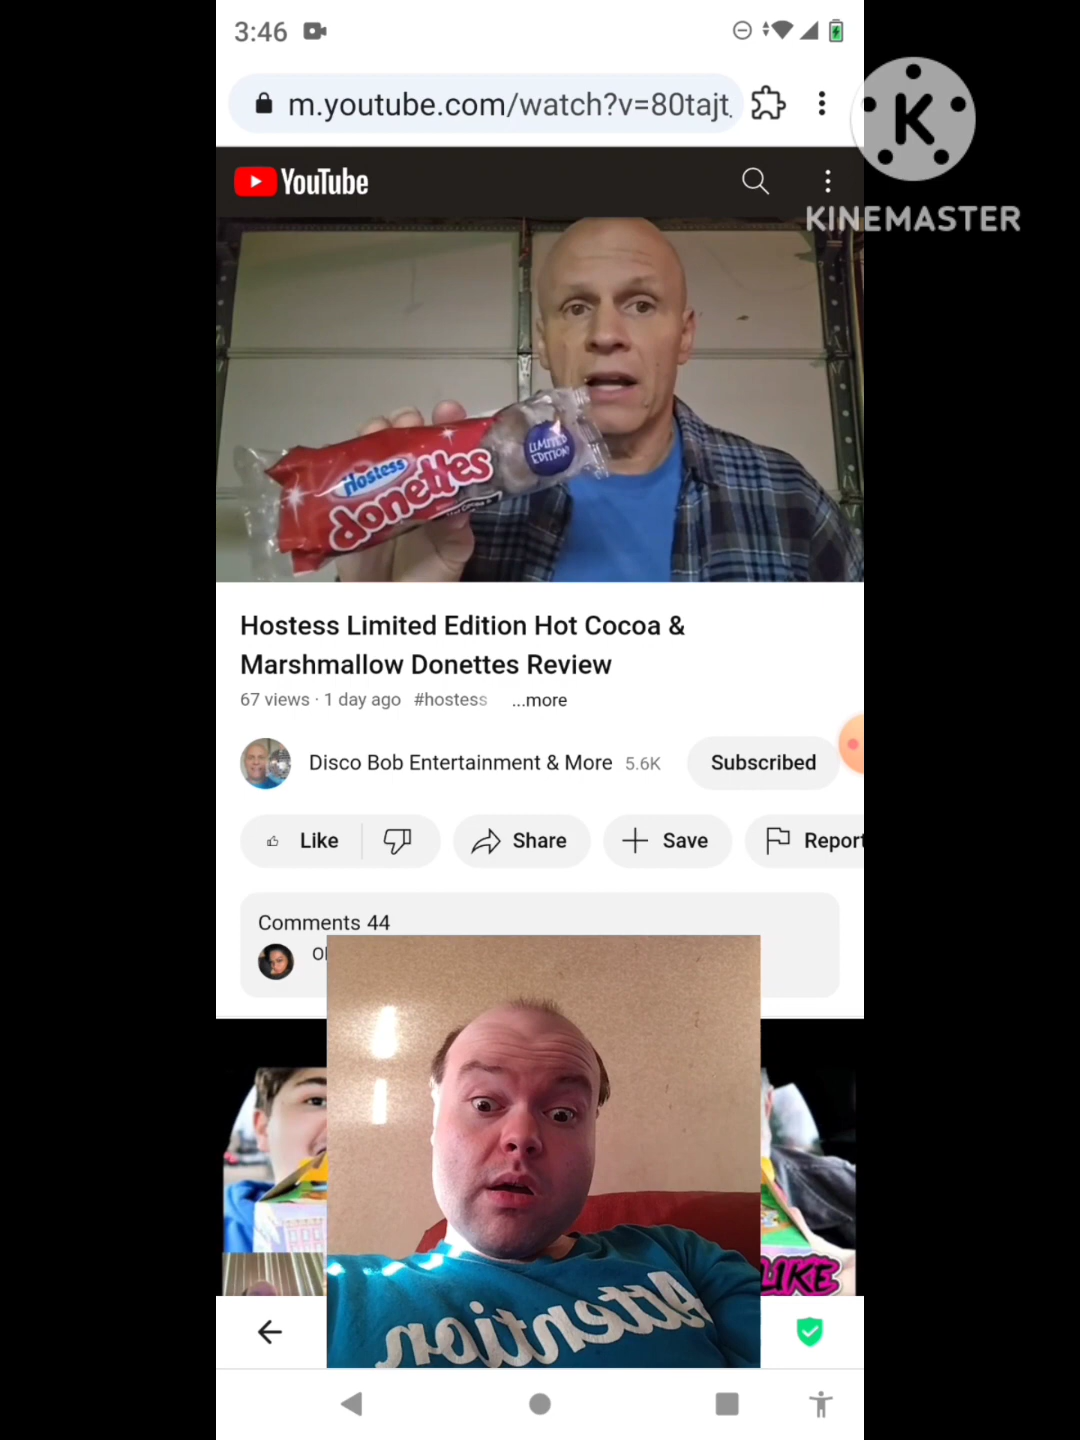 3:46
m.youtube.com/watch?v=80tajt
K
KINEMASTER
YouTube
Hostess
donettes
LIMITED
EDITION!
Hostess Limited Edition Hot Cocoa &
Marshmallow Donettes Review
67 views · 1 day ago #hostess ...more
Disco Bob Entertainment & More 5.6K Subscribed
Like Share Save Report
Comments 44
Attention
LIKE